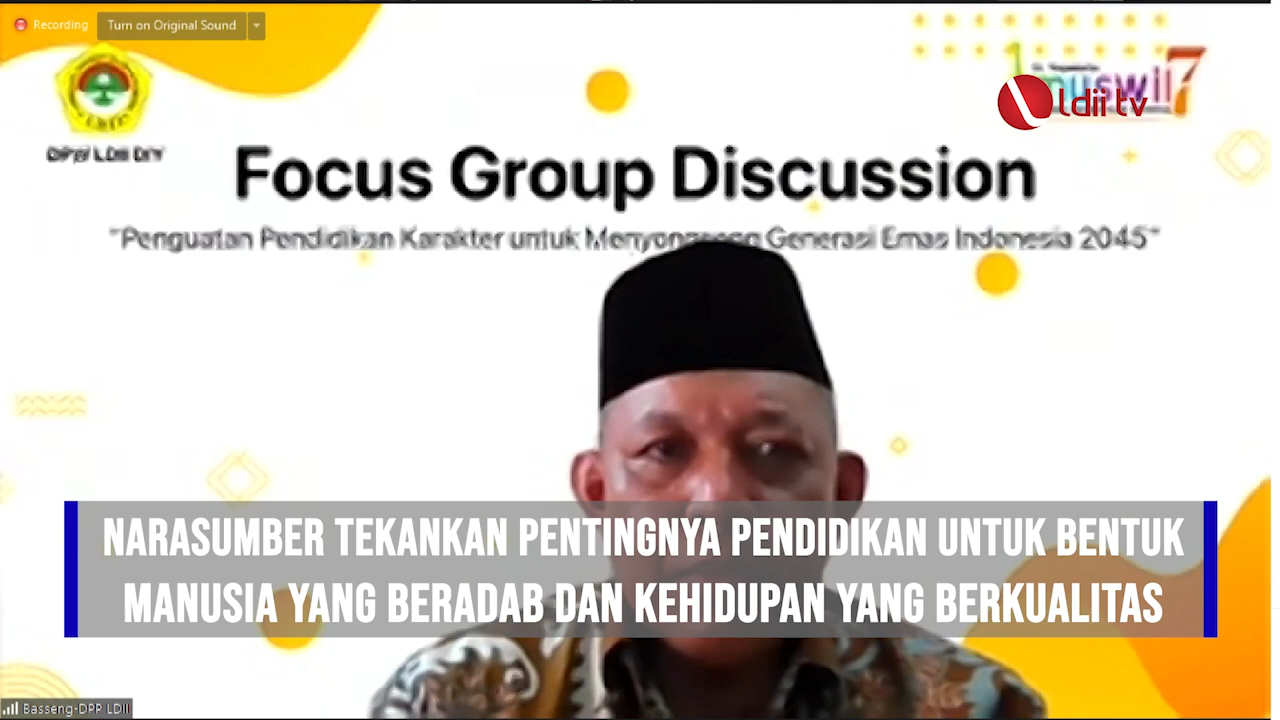 Recording
Turn on Original Sound
muswil 7
ldii tv
DPW LDII DIY
Focus Group Discussion
"Penguatan Pendidikan Karakter untuk Menyongsong Generasi Emas Indonesia 2045"
NARASUMBER TEKANKAN PENTINGNYA PENDIDIKAN UNTUK BENTUK
MANUSIA YANG BERADAB DAN KEHIDUPAN YANG BERKUALITAS
Basseng-DPP LDII